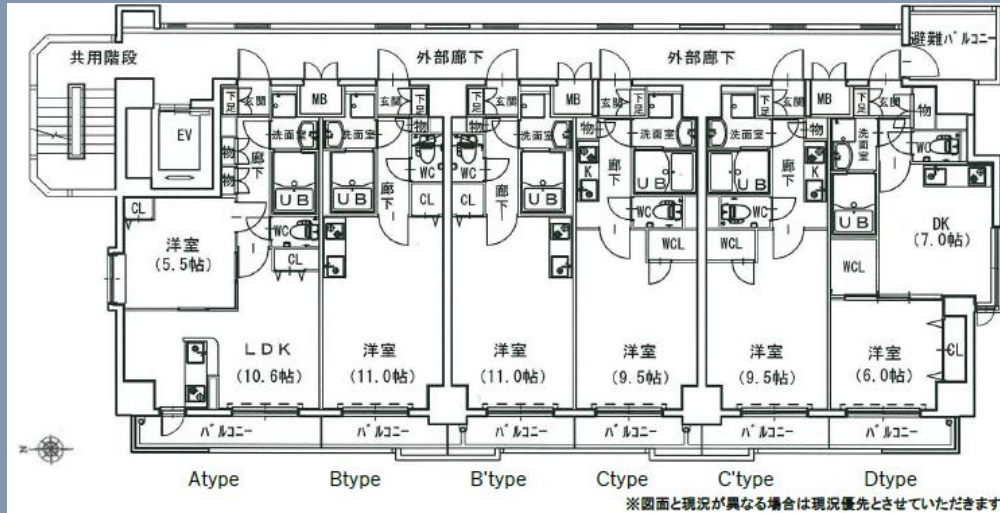 共用階段
外部廊下
外部廊下
避難バルコニー
EV
下足
玄関
MB
玄関
下足
下足
玄関
MB
玄関
下足
下足
玄関
MB
下足
玄関
物
洗面室
洗面室
物
物
洗面室
物
洗面室
洗面室
物
洗面室
WC
物
物
廊下
UB
UB
廊下
WC
CL
WC
CL
廊下
UB
K
廊下
UB
UB
廊下
K
UB
DK
(7.0帖)
CL
洋室
(5.5帖)
WC
CL
WC
WCL
WC
WCL
WCL
LDK
(10.6帖)
洋室
(11.0帖)
洋室
(11.0帖)
洋室
(9.5帖)
洋室
(9.5帖)
洋室
(6.0帖)
CL
バルコニー
バルコニー
バルコニー
バルコニー
バルコニー
バルコニー
N
Atype
Btype
B'type
Ctype
C'type
Dtype
※図面と現況が異なる場合は現況優先とさせていただきます